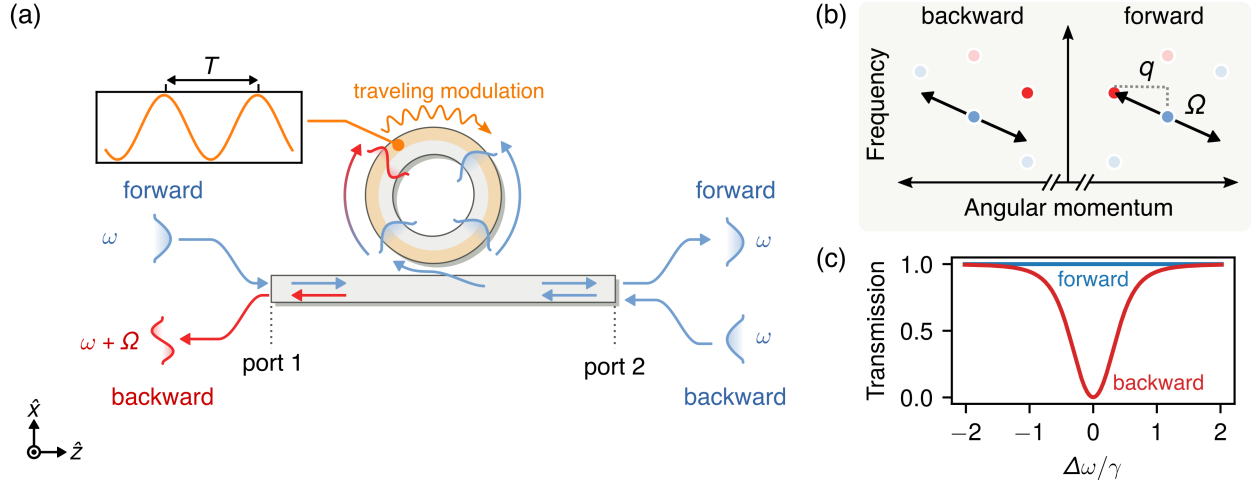 (a)
T
traveling modulation
forward
ω
forward
ω
ω + Ω
port 1
port 2
ω
backward
backward
x̂
ẑ
(b)
backward
forward
Frequency
q
Ω
Angular momentum
(c)
Transmission
1.0
0.5
0.0
forward
backward
−2 −1 0 1 2
Δω/γ